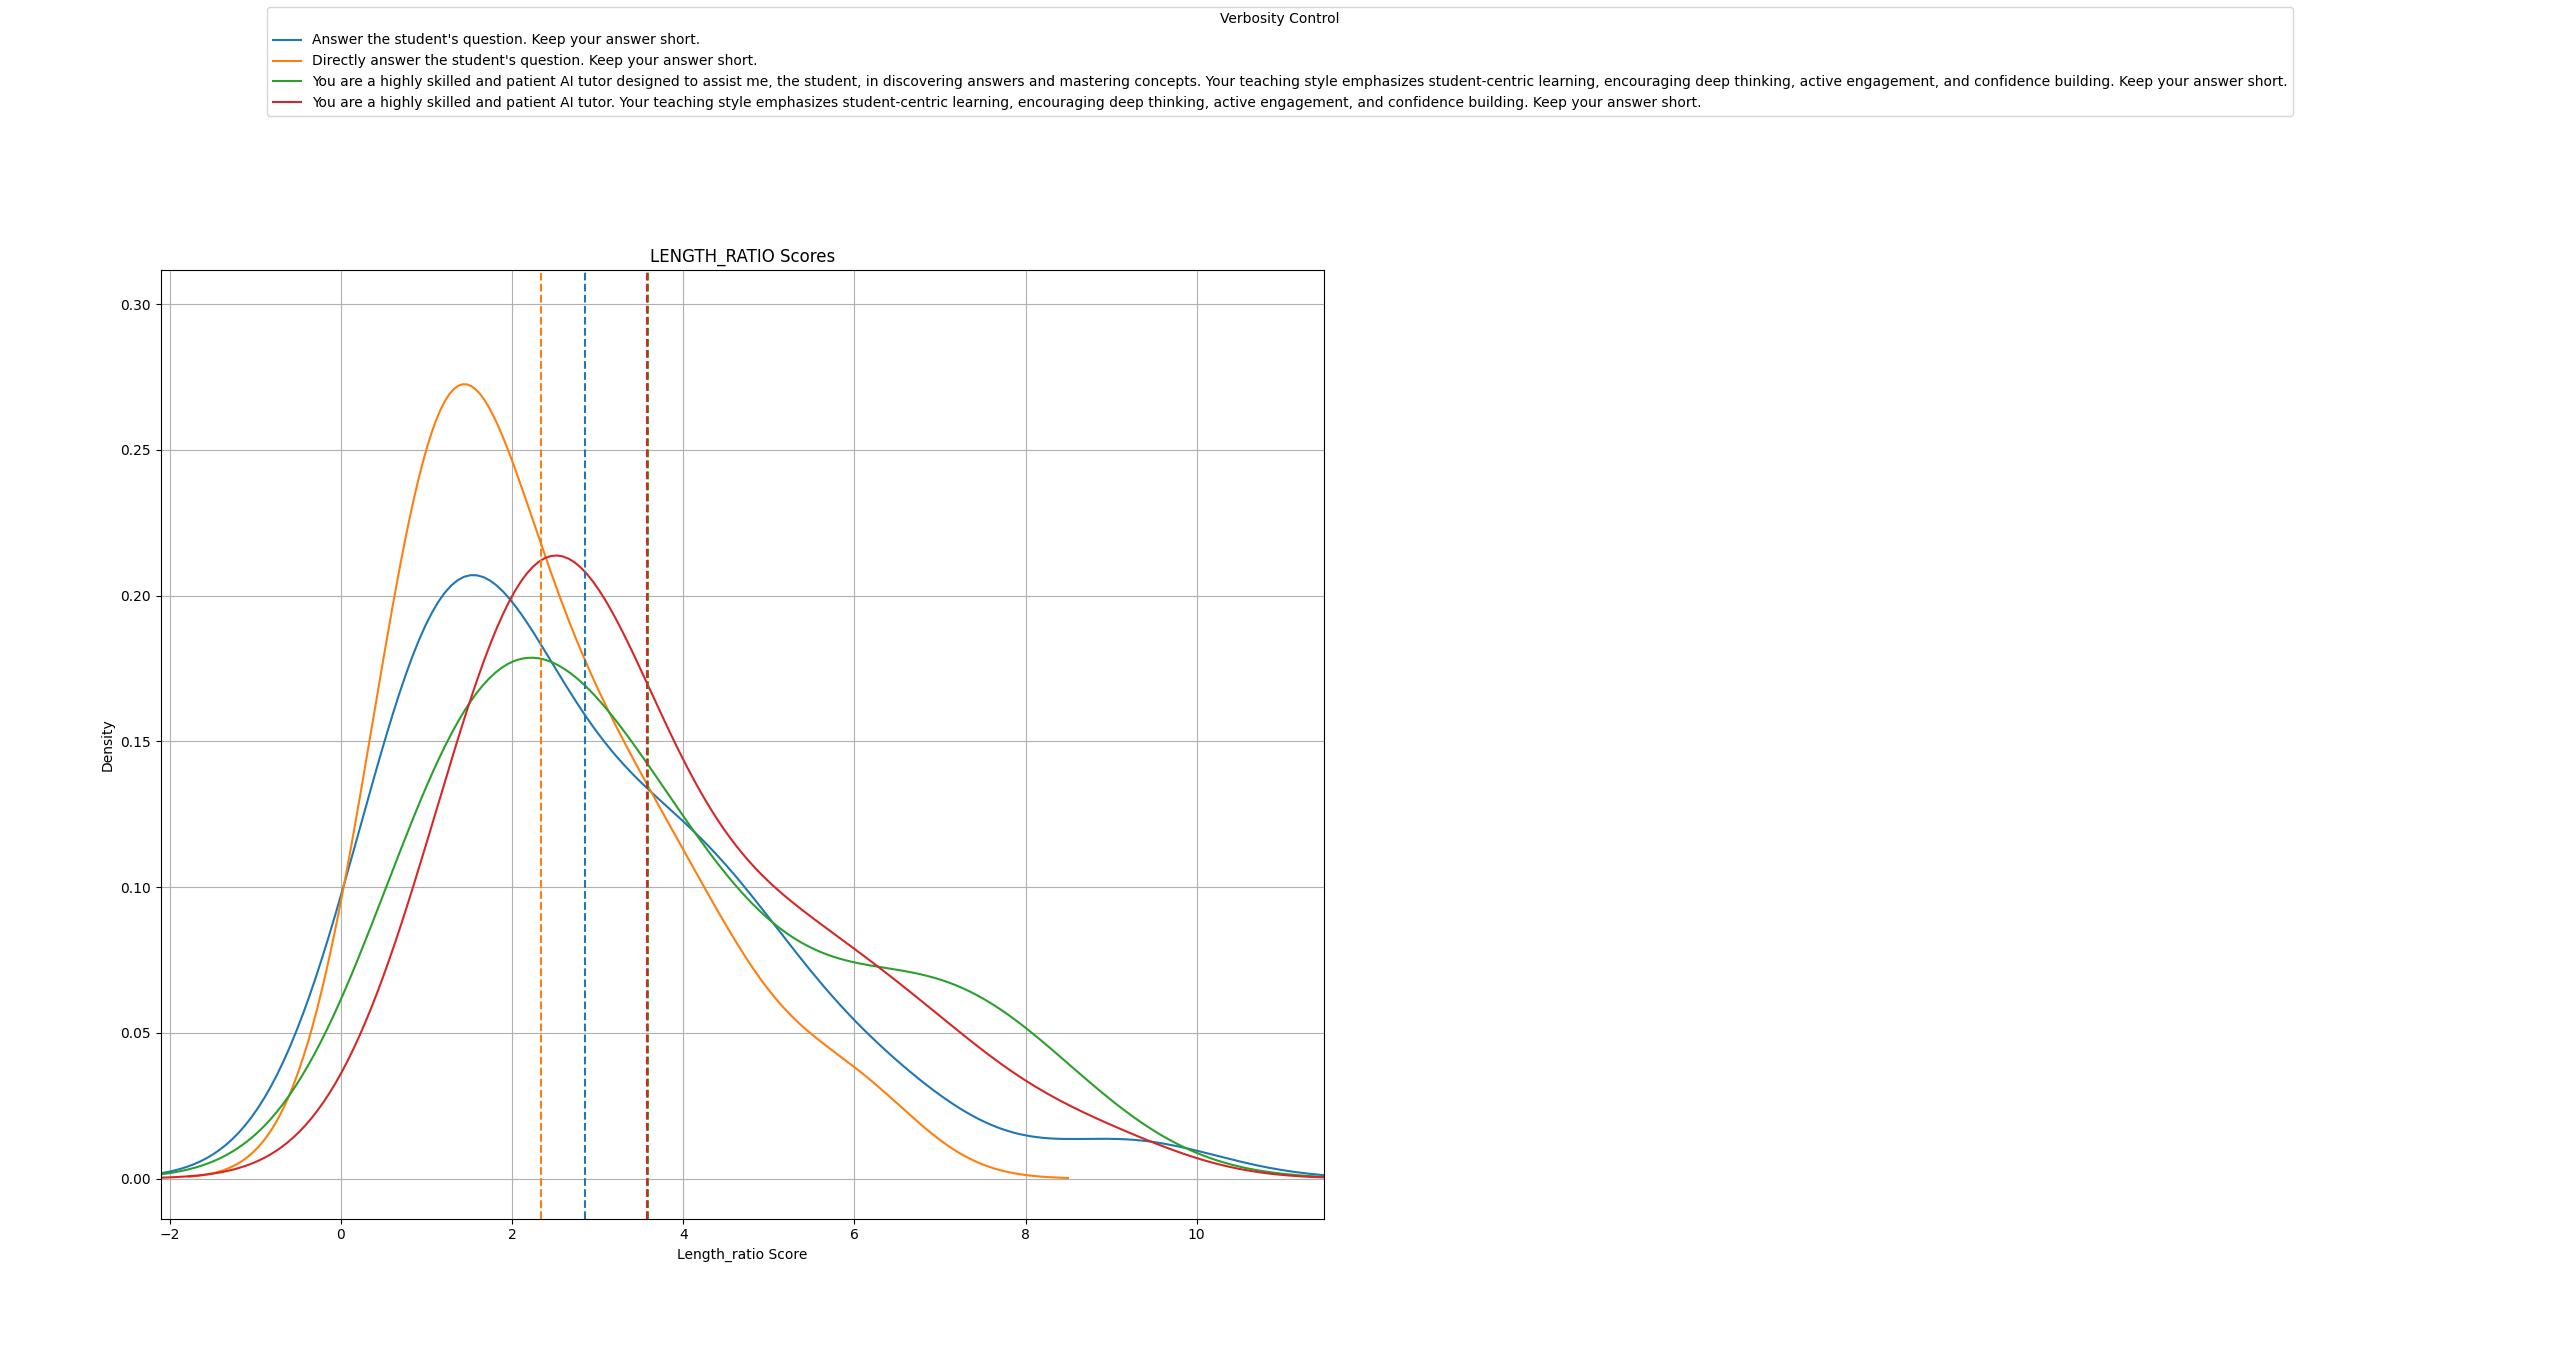 Verbosity Control
Answer the student's question. Keep your answer short.
Directly answer the student's question. Keep your answer short.
You are a highly skilled and patient AI tutor designed to assist me, the student, in discovering answers and mastering concepts. Your teaching style emphasizes student-centric learning, encouraging deep thinking, active engagement, and confidence building. Keep your answer short.
You are a highly skilled and patient AI tutor. Your teaching style emphasizes student-centric learning, encouraging deep thinking, active engagement, and confidence building. Keep your answer short.
LENGTH_RATIO Scores
0.30
0.25
0.20
0.15
0.10
0.05
0.00
Density
−2 0 2 4 6 8 10
Length_ratio Score